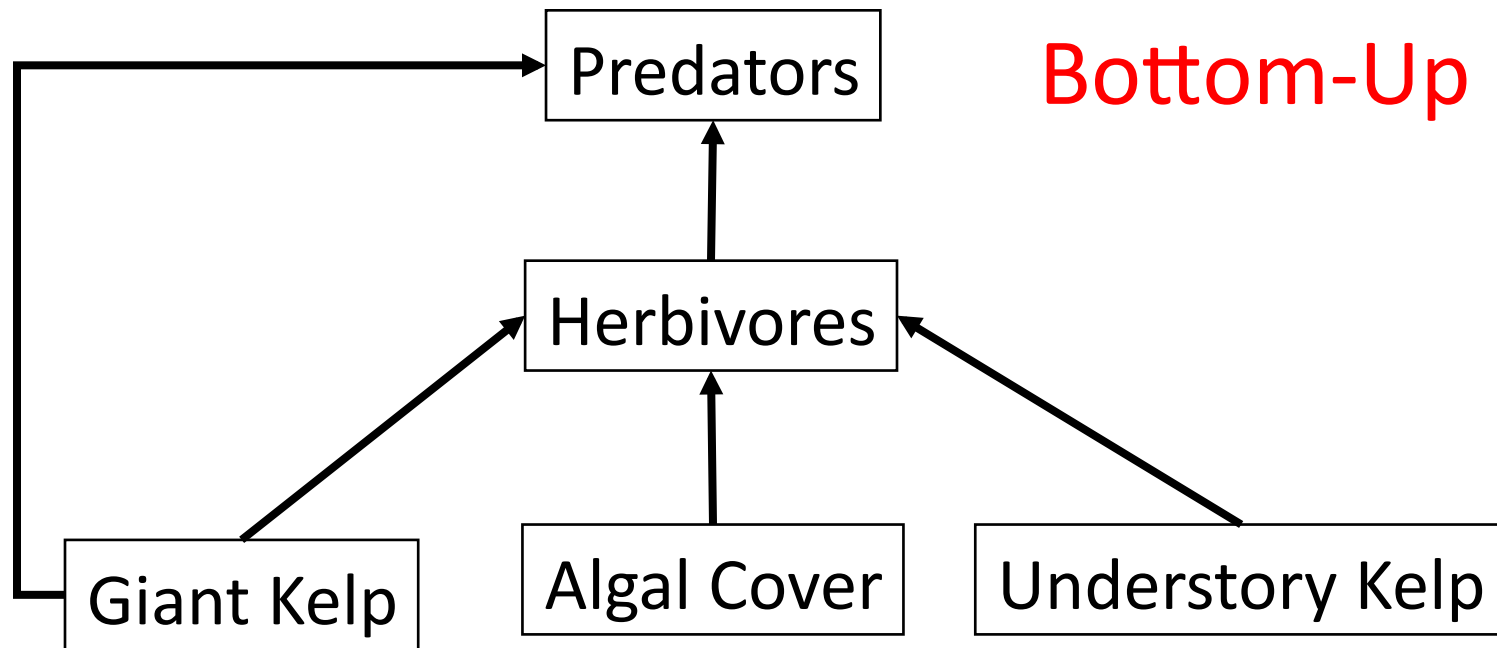 Predators
Bottom-Up
Herbivores
Giant Kelp
Algal Cover
Understory Kelp